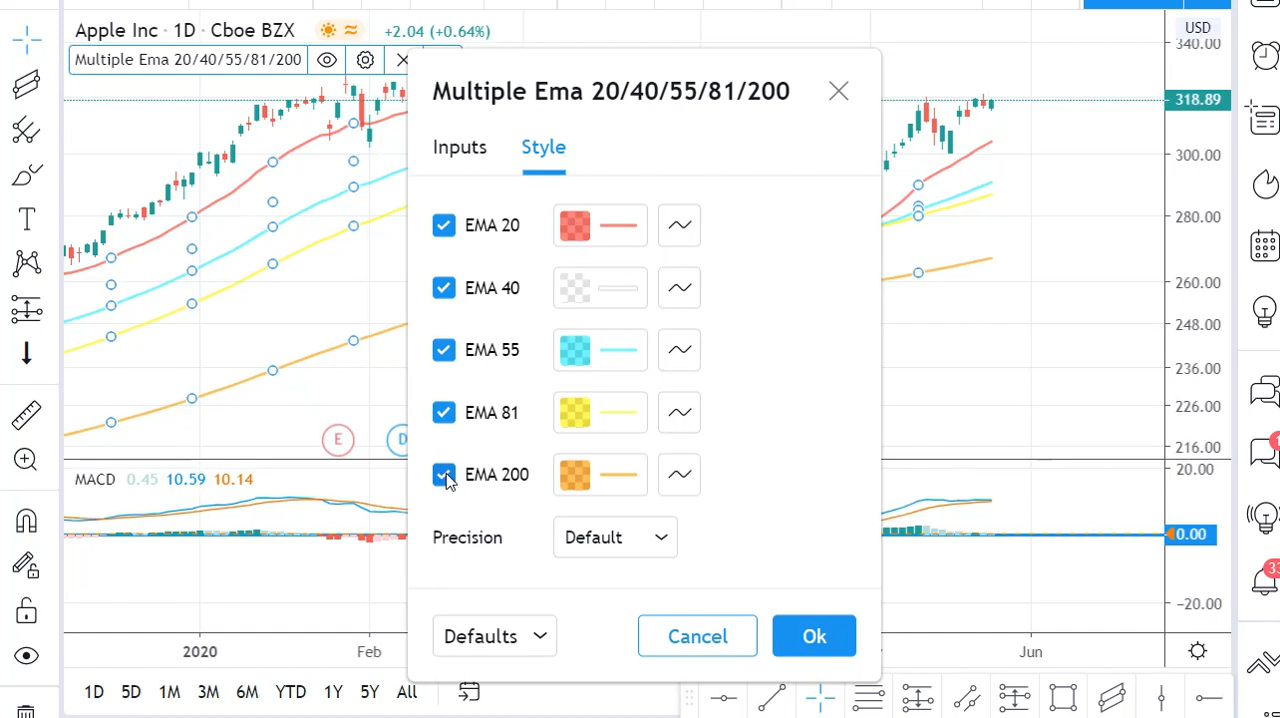 Apple Inc · 1D · Cboe BZX
+2.04 (+0.64%)
USD
Multiple Ema 20/40/55/81/200
340.00
318.89
300.00
280.00
260.00
248.00
236.00
226.00
216.00
Multiple Ema 20/40/55/81/200
Inputs
Style
EMA 20
EMA 40
EMA 55
EMA 81
EMA 200
Precision
Default
Defaults
Cancel
Ok
E
D
MACD 0.45 10.59 10.14
20.00
0.00
−20.00
2020
Feb
Jun
1D 5D 1M 3M 6M YTD 1Y 5Y All